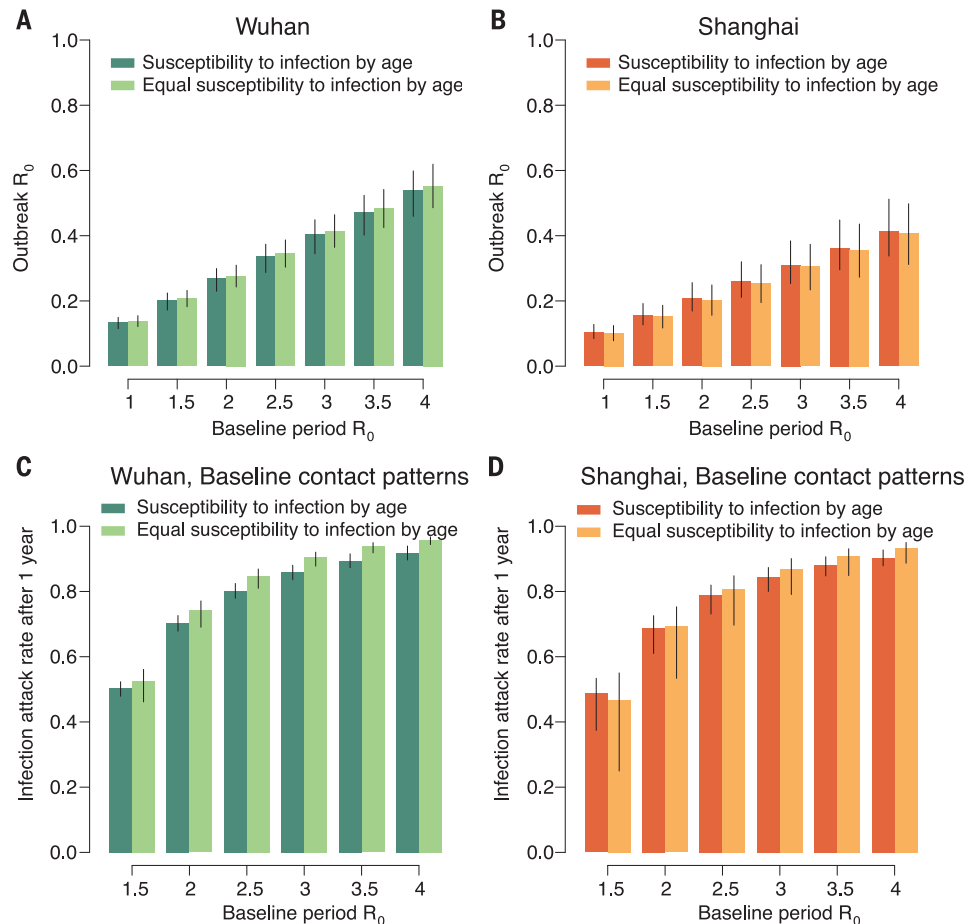 A
Wuhan
1.0
Susceptibility to infection by age
Equal susceptibility to infection by age
0.8
0.6
0.4
0.2
0.0
Outbreak R0
1 1.5 2 2.5 3 3.5 4
Baseline period R0
B
Shanghai
1.0
Susceptibility to infection by age
Equal susceptibility to infection by age
0.8
0.6
0.4
0.2
0.0
Outbreak R0
1 1.5 2 2.5 3 3.5 4
Baseline period R0
C
Wuhan, Baseline contact patterns
Susceptibility to infection by age
1.0
Equal susceptibility to infection by age
0.8
0.6
0.4
0.2
0.0
Infection attack rate after 1 year
1.5 2 2.5 3 3.5 4
Baseline period R0
D
Shanghai, Baseline contact patterns
Susceptibility to infection by age
1.0
Equal susceptibility to infection by age
0.8
0.6
0.4
0.2
0.0
Infection attack rate after 1 year
1.5 2 2.5 3 3.5 4
Baseline period R0